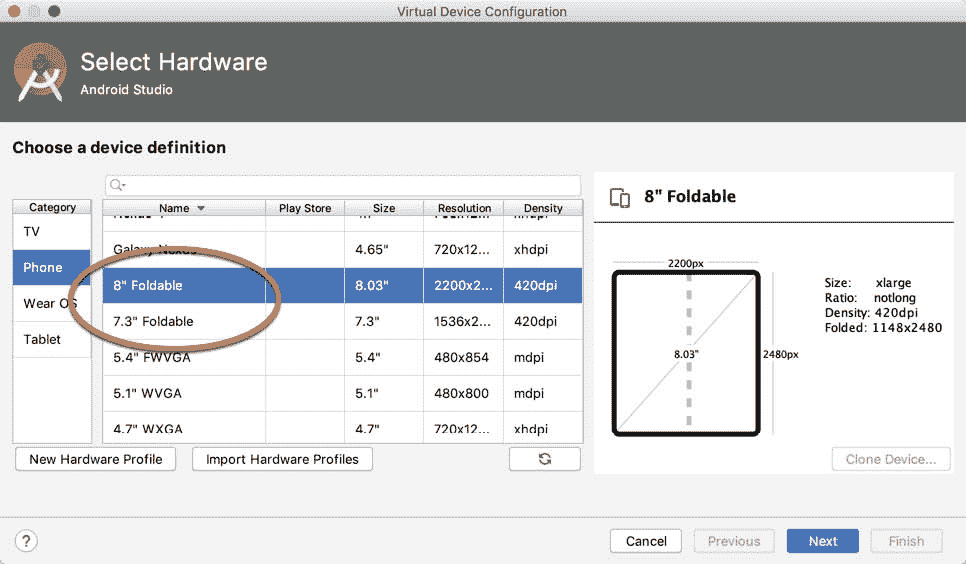 Virtual Device Configuration
Select Hardware
Android Studio
Choose a device definition
Category
TV
Phone
Wear OS
Tablet
Name Play Store Size Resolution Density
Galaxy Nexus 4.65" 720x12... xhdpi
8" Foldable 8.03" 2200x2... 420dpi
7.3" Foldable 7.3" 1536x2... 420dpi
5.4" FWVGA 5.4" 480x854 mdpi
5.1" WVGA 5.1" 480x800 mdpi
4.7" WXGA 4.7" 720x12... xhdpi
New Hardware Profile Import Hardware Profiles
8" Foldable
2200px
8.03"
2480px
Size: xlarge
Ratio: notlong
Density: 420dpi
Folded: 1148x2480
Clone Device...
? Cancel Previous Next Finish